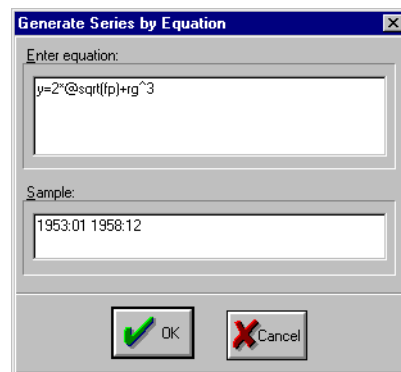 Generate Series by Equation
Enter equation:
y=2*@sqrt(fp)+rg^3
Sample:
1953:01 1958:12
OK
Cancel